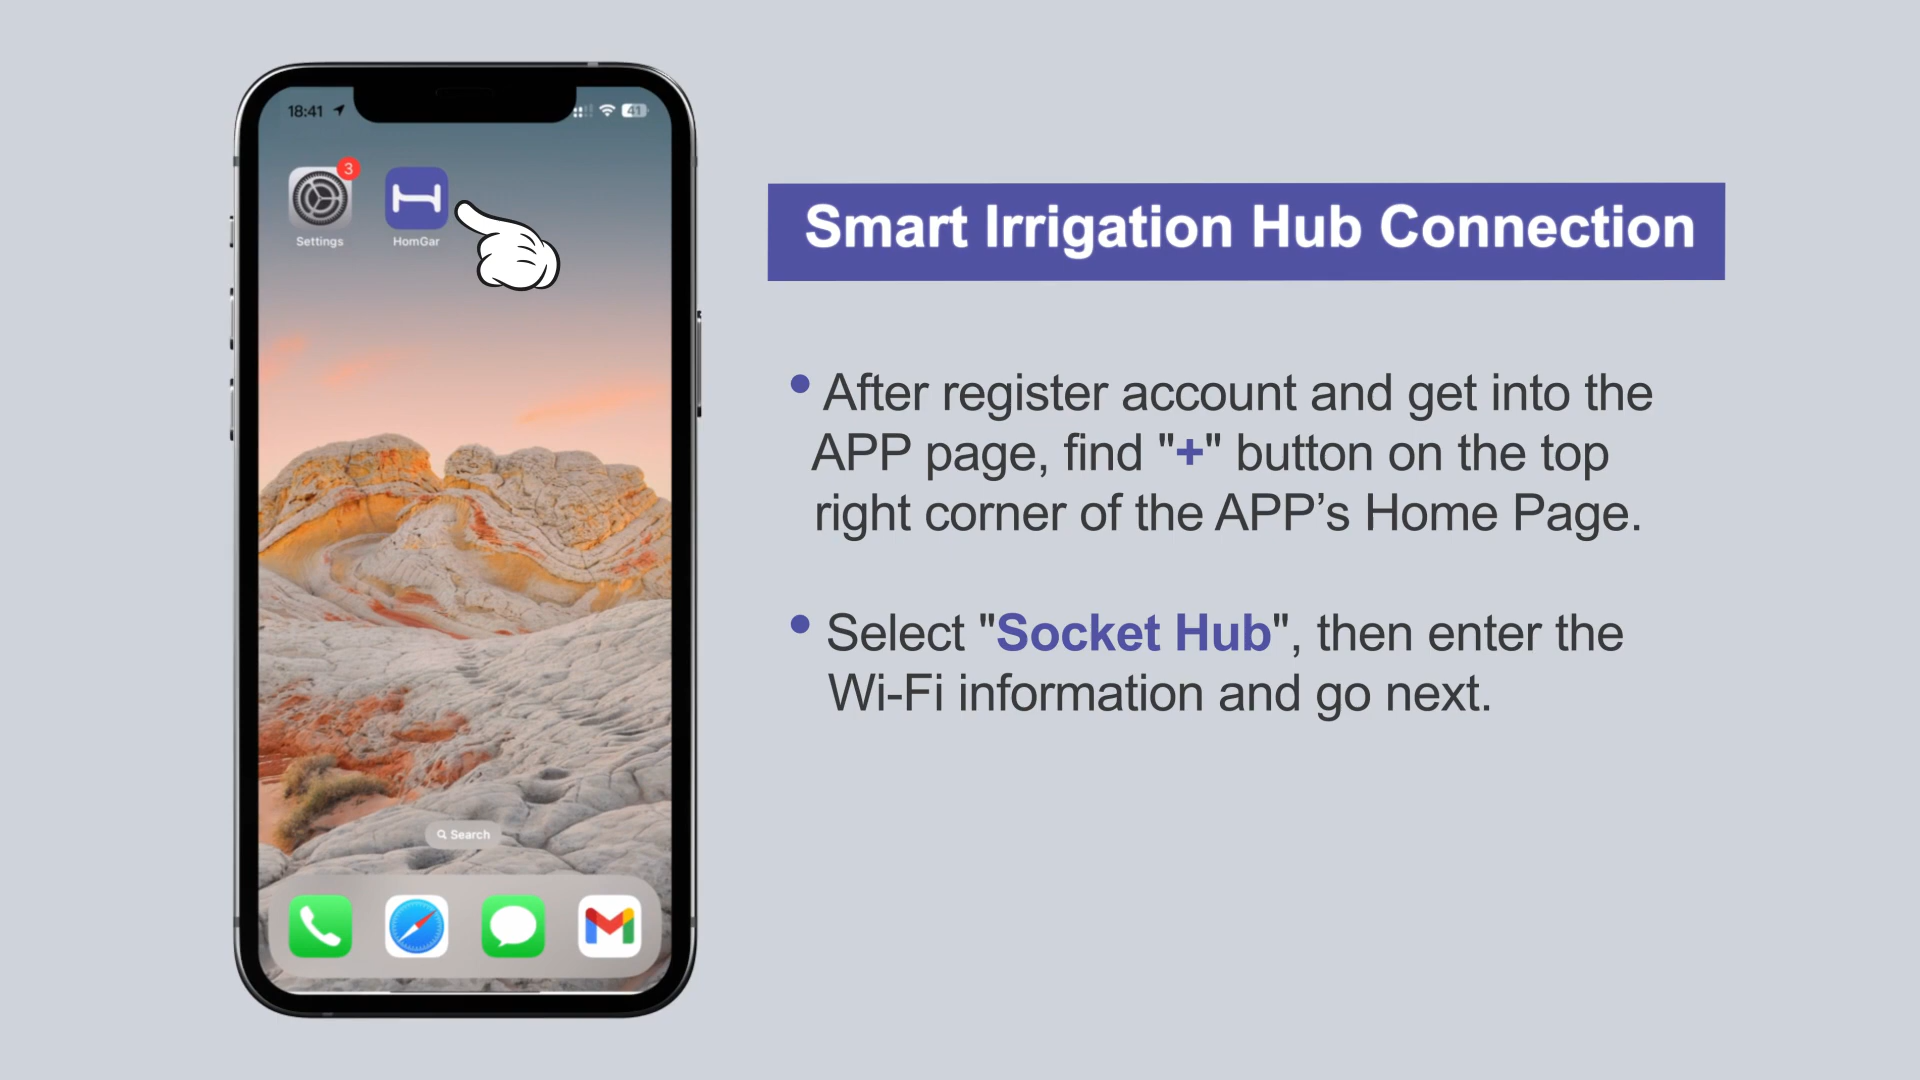 18:41
41
3
Settings
HomGar
Search
Smart Irrigation Hub Connection
• After register account and get into the
APP page, find "+" button on the top
right corner of the APP’s Home Page.
• Select "Socket Hub", then enter the
Wi-Fi information and go next.